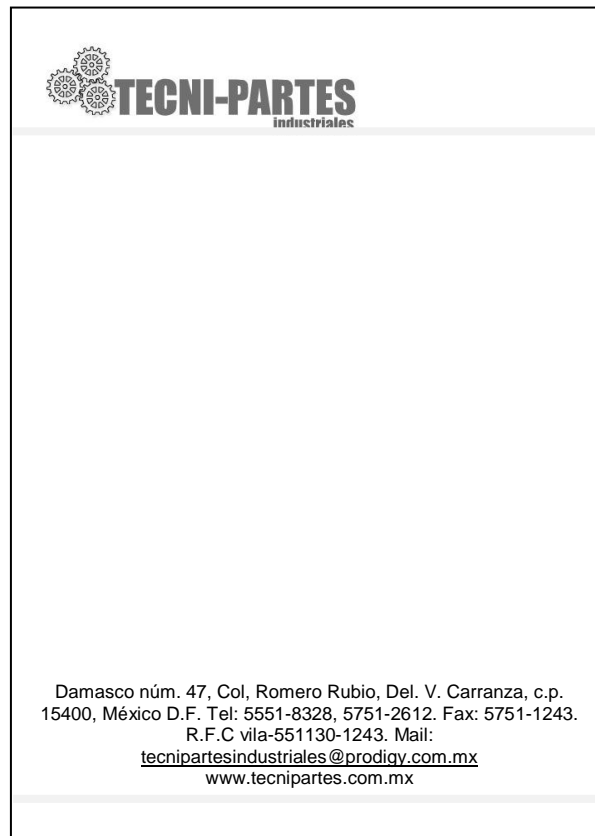 TECNI-PARTES
industriales
Damasco núm. 47, Col, Romero Rubio, Del. V. Carranza, c.p.
15400, México D.F. Tel: 5551-8328, 5751-2612. Fax: 5751-1243.
R.F.C vila-551130-1243. Mail:
tecnipartesindustriales@prodigy.com.mx
www.tecnipartes.com.mx